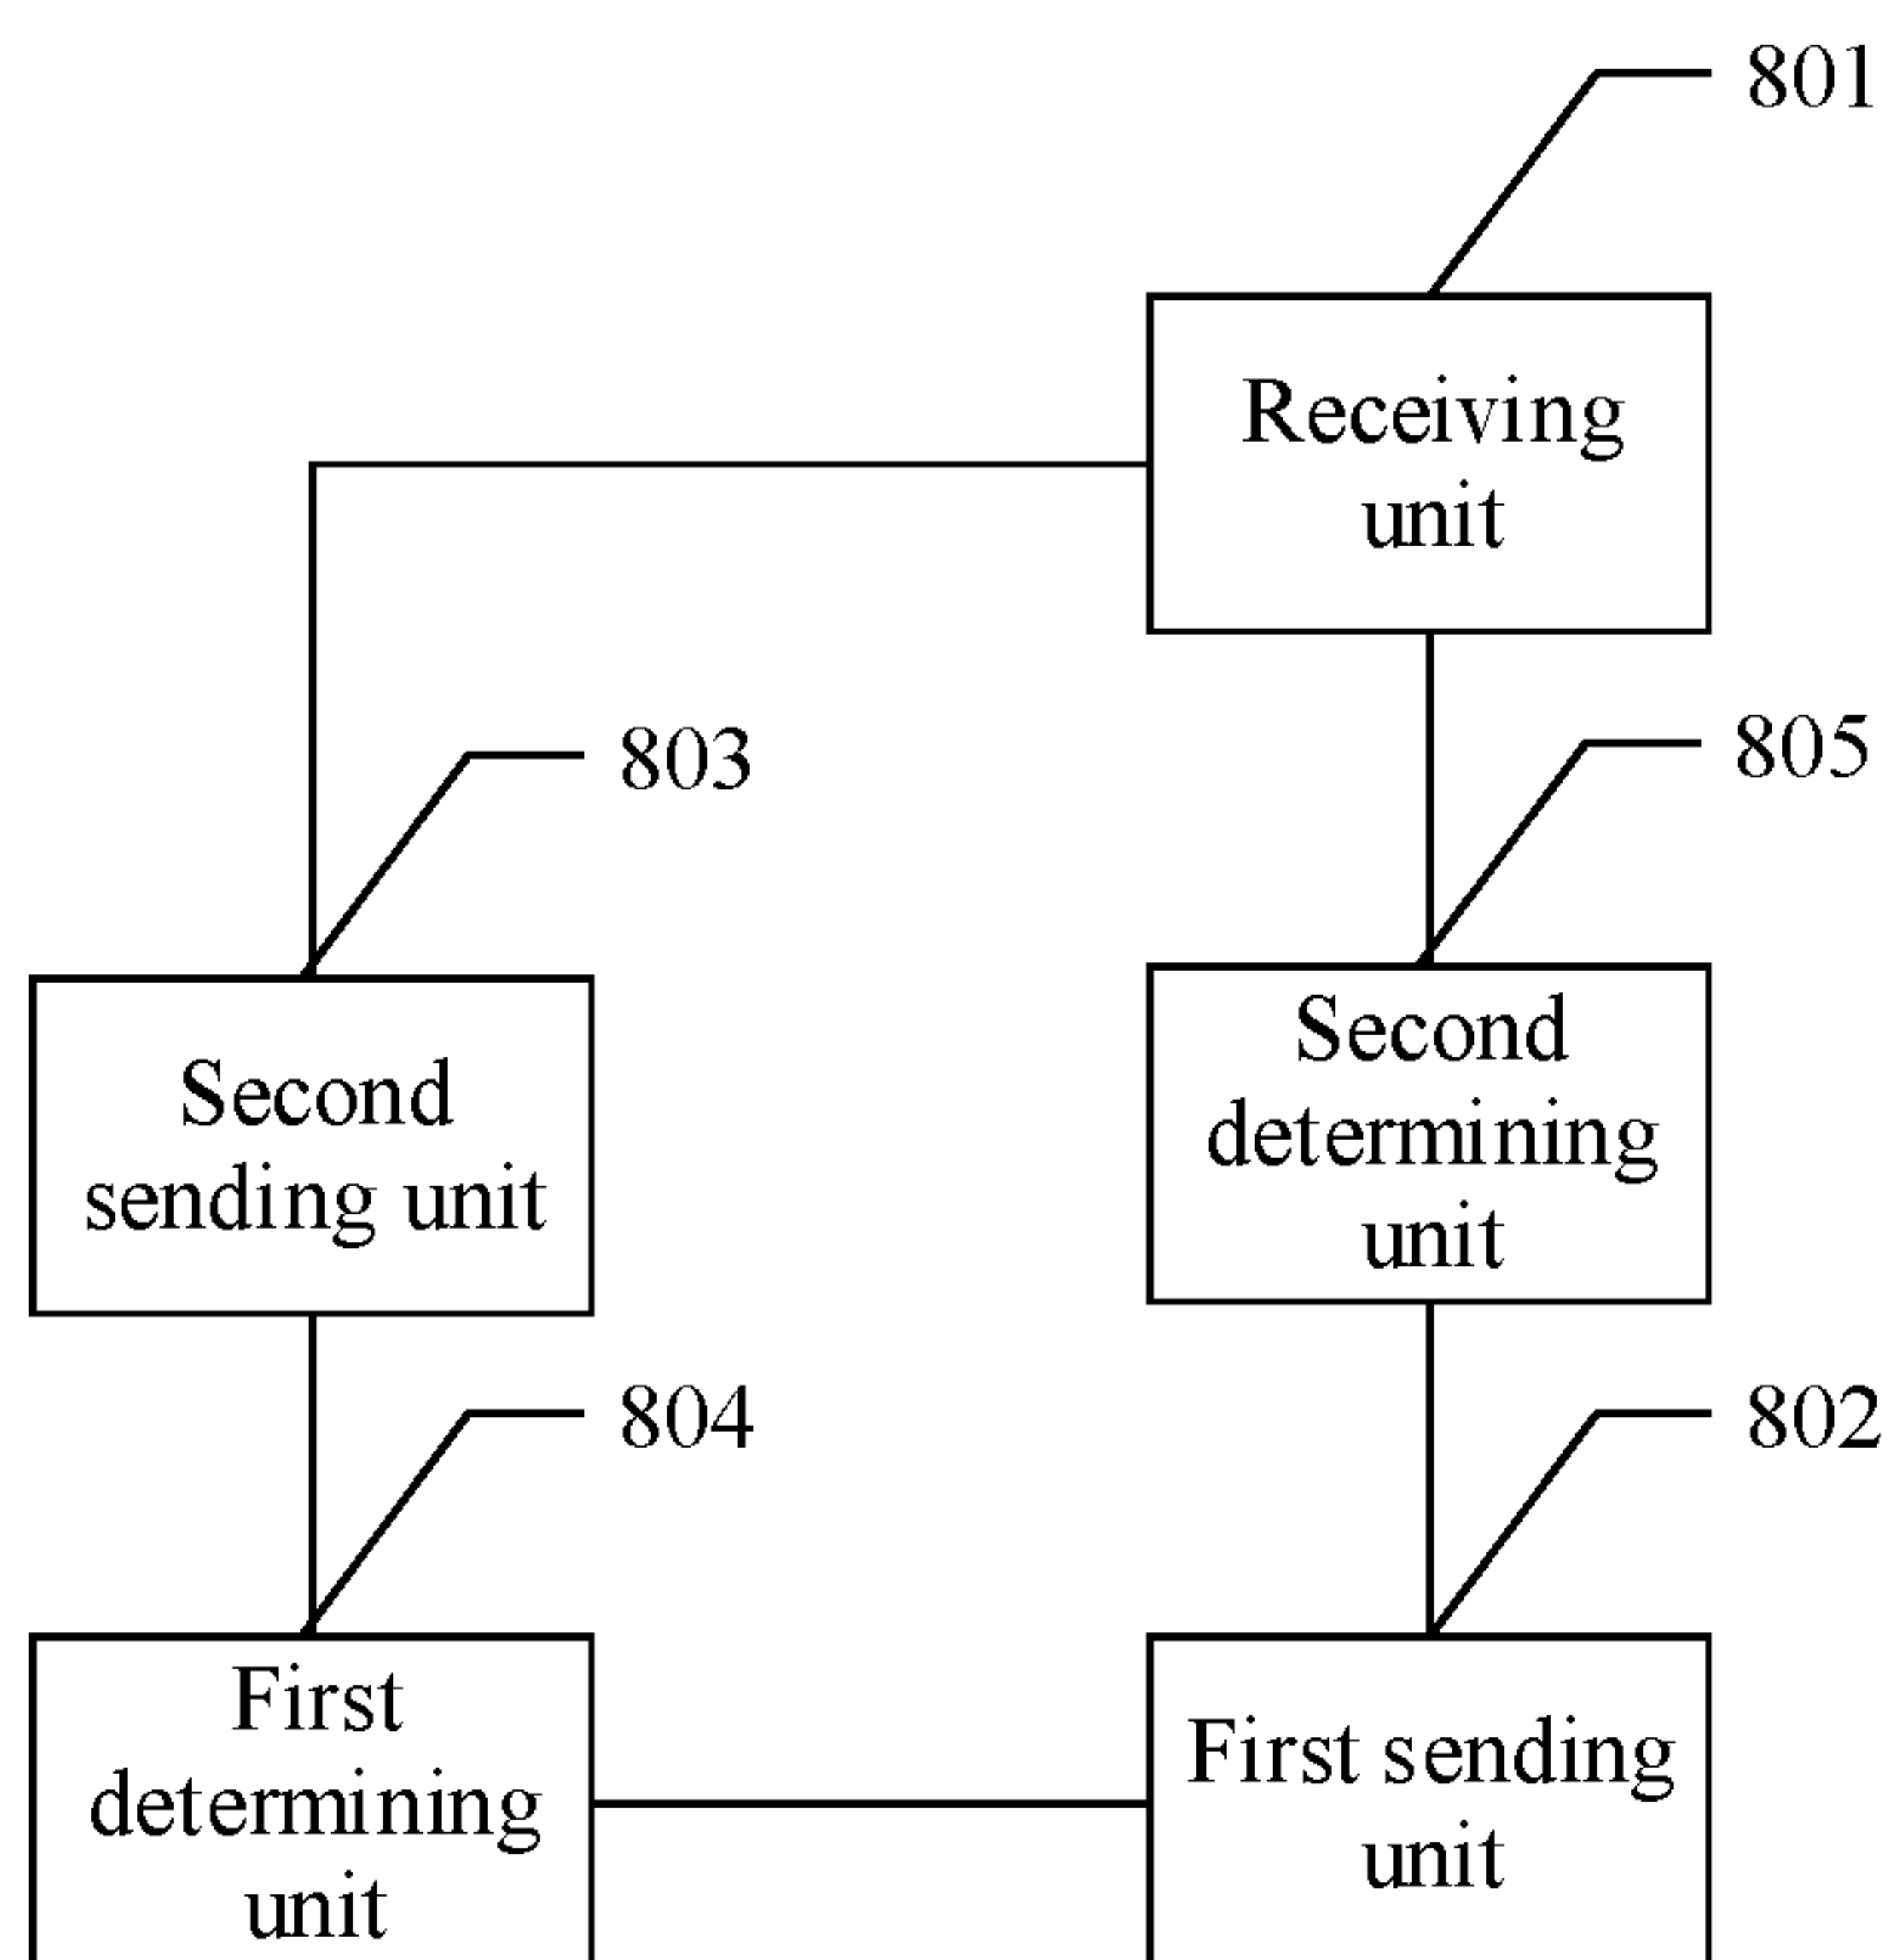 801
Receiving
unit
803
805
Second
sending unit
Second
determining
unit
804
802
First
determining
unit
First sending
unit